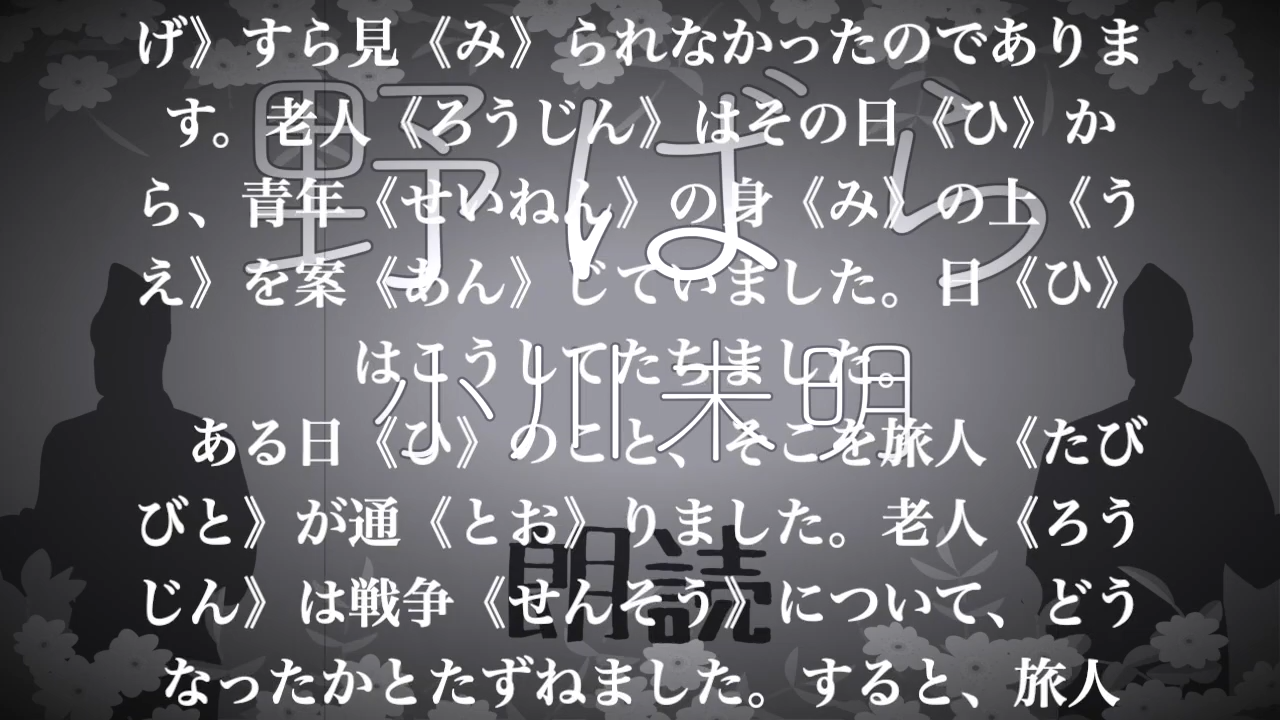 げ》すら見《み》られなかったのでありま
す。老人《ろうじん》はその日《ひ》か
ら、青年《せいねん》の身《み》の上《う
え》を案《あん》じていました。日《ひ》
はこうしてたちました。
ある日《ひ》のこと、そこを旅人《たび
びと》が通《とお》りました。老人《ろう
じん》は戦争《せんそう》について、どう
なったかとたずねました。すると、旅人
野ばら
小川未明
朗読